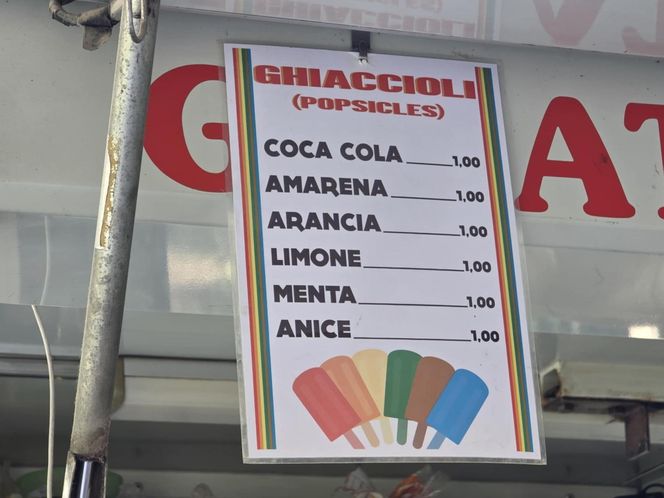 GHIACCIOLI
(POPSICLES)
COCA COLA 1,00
AMARENA 1,00
ARANCIA 1,00
LIMONE 1,00
MENTA 1,00
ANICE 1,00